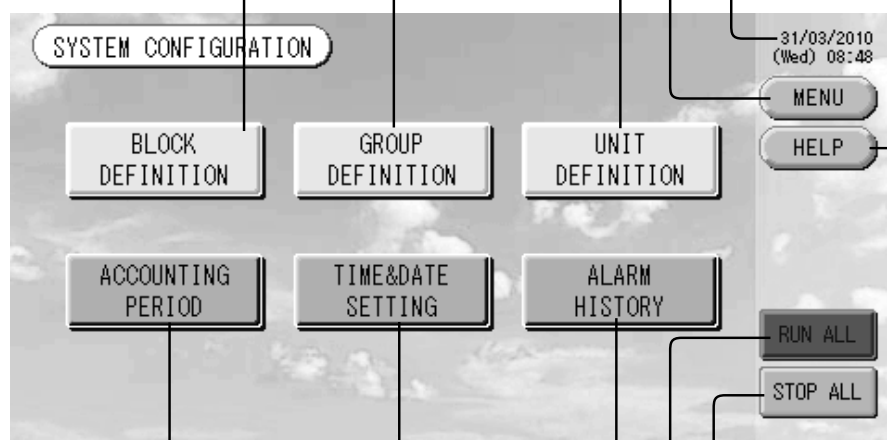 SYSTEM CONFIGURATION
31/03/2010
(Wed) 08:48
MENU
HELP
BLOCK
DEFINITION
GROUP
DEFINITION
UNIT
DEFINITION
ACCOUNTING
PERIOD
TIME&DATE
SETTING
ALARM
HISTORY
RUN ALL
STOP ALL